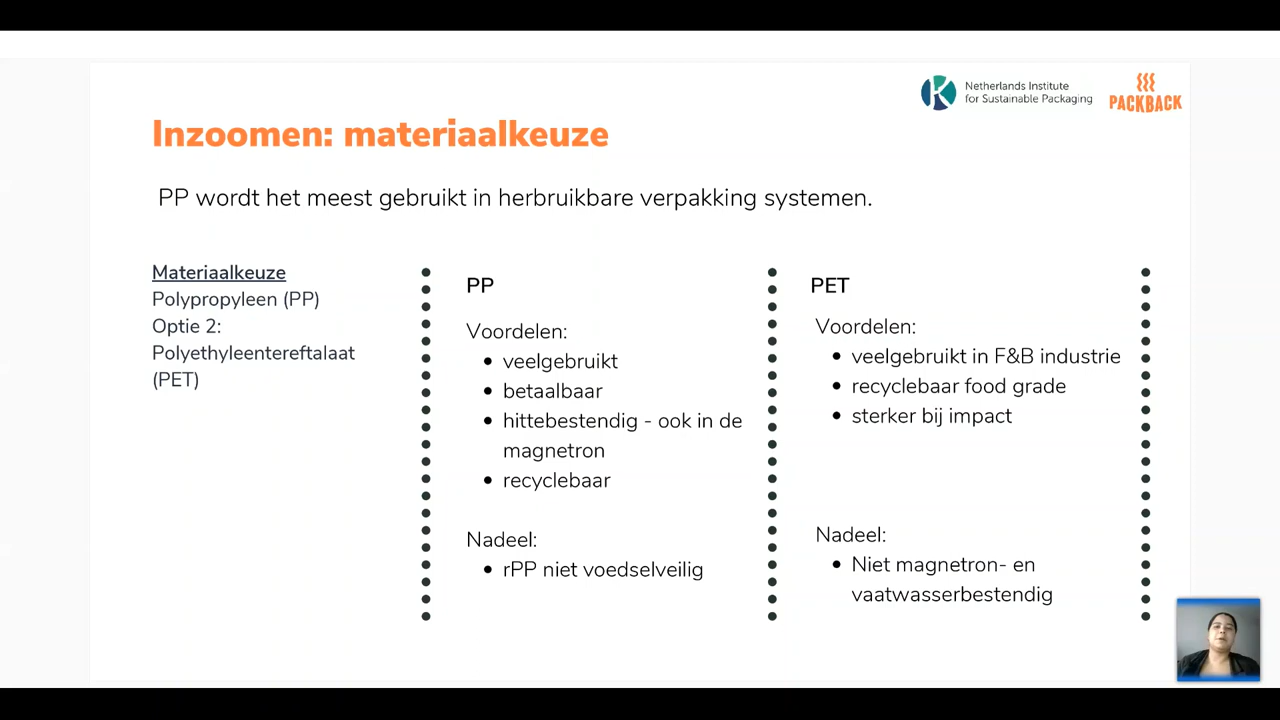 Netherlands Institute
for Sustainable Packaging
PACKBACK
Inzoomen: materiaalkeuze
PP wordt het meest gebruikt in herbruikbare verpakking systemen.
Materiaalkeuze
Polypropyleen (PP)
Optie 2:
Polyethyleentereftalaat
(PET)
PP
Voordelen:
• veelgebruikt
• betaalbaar
• hittebestendig - ook in de
magnetron
• recyclebaar
Nadeel:
• rPP niet voedselveilig
PET
Voordelen:
• veelgebruikt in F&B industrie
• recyclebaar food grade
• sterker bij impact
Nadeel:
• Niet magnetron- en
vaatwasserbestendig